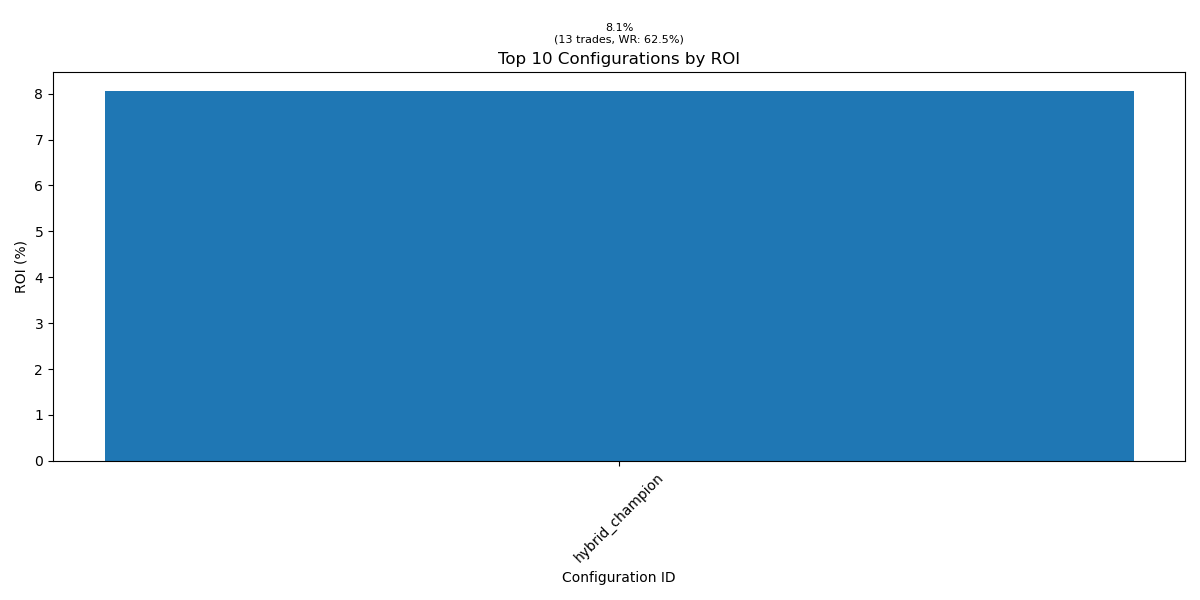 8.1%
(13 trades, WR: 62.5%)
Top 10 Configurations by ROI
ROI (%)
8
7
6
5
4
3
2
1
0
hybrid_champion
Configuration ID